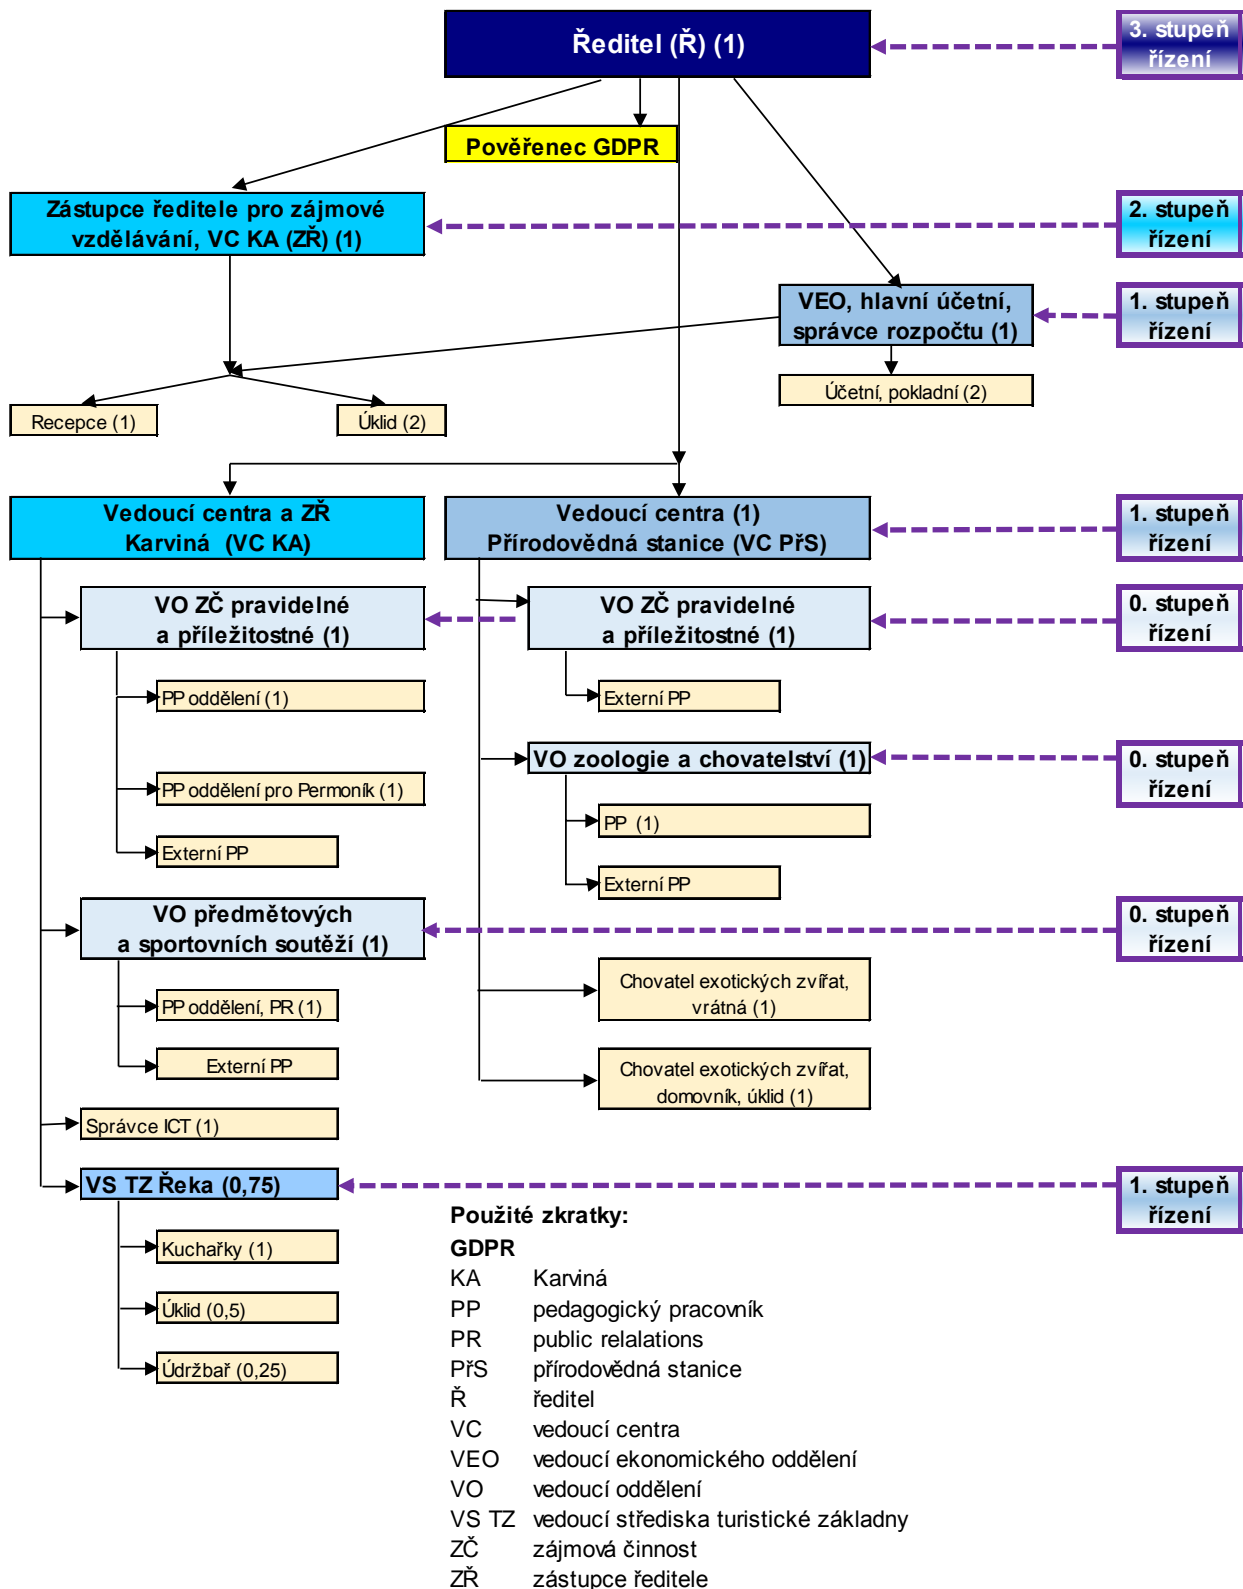 Ředitel (Ř) (1)
3. stupeň
řízení
Pověřenec GDPR
Zástupce ředitele pro zájmové
vzdělávání, VC KA (ZŘ) (1)
2. stupeň
řízení
VEO, hlavní účetní,
správce rozpočtu (1)
1. stupeň
řízení
Účetní, pokladní (2)
Recepce (1)
Úklid (2)
Vedoucí centra a ZŘ
Karviná (VC KA)
Vedoucí centra (1)
Přírodovědná stanice (VC PřS)
1. stupeň
řízení
VO ZČ pravidelné
a příležitostné (1)
VO ZČ pravidelné
a příležitostné (1)
0. stupeň
řízení
PP oddělení (1)
Externí PP
VO zoologie a chovatelství (1)
0. stupeň
řízení
PP oddělení pro Permoník (1)
PP (1)
Externí PP
Externí PP
VO předmětových
a sportovních soutěží (1)
0. stupeň
řízení
PP oddělení, PR (1)
Chovatel exotických zvířat,
vrátná (1)
Externí PP
Chovatel exotických zvířat,
domovník, úklid (1)
Správce ICT (1)
VS TZ Řeka (0,75)
1. stupeň
řízení
Kuchařky (1)
Úklid (0,5)
Údržbař (0,25)
Použité zkratky:
GDPR
KA Karviná
PP pedagogický pracovník
PR public relalations
PřS přírodovědná stanice
Ř ředitel
VC vedoucí centra
VEO vedoucí ekonomického oddělení
VO vedoucí oddělení
VS TZ vedoucí střediska turistické základny
ZČ zájmová činnost
ZŘ zástupce ředitele